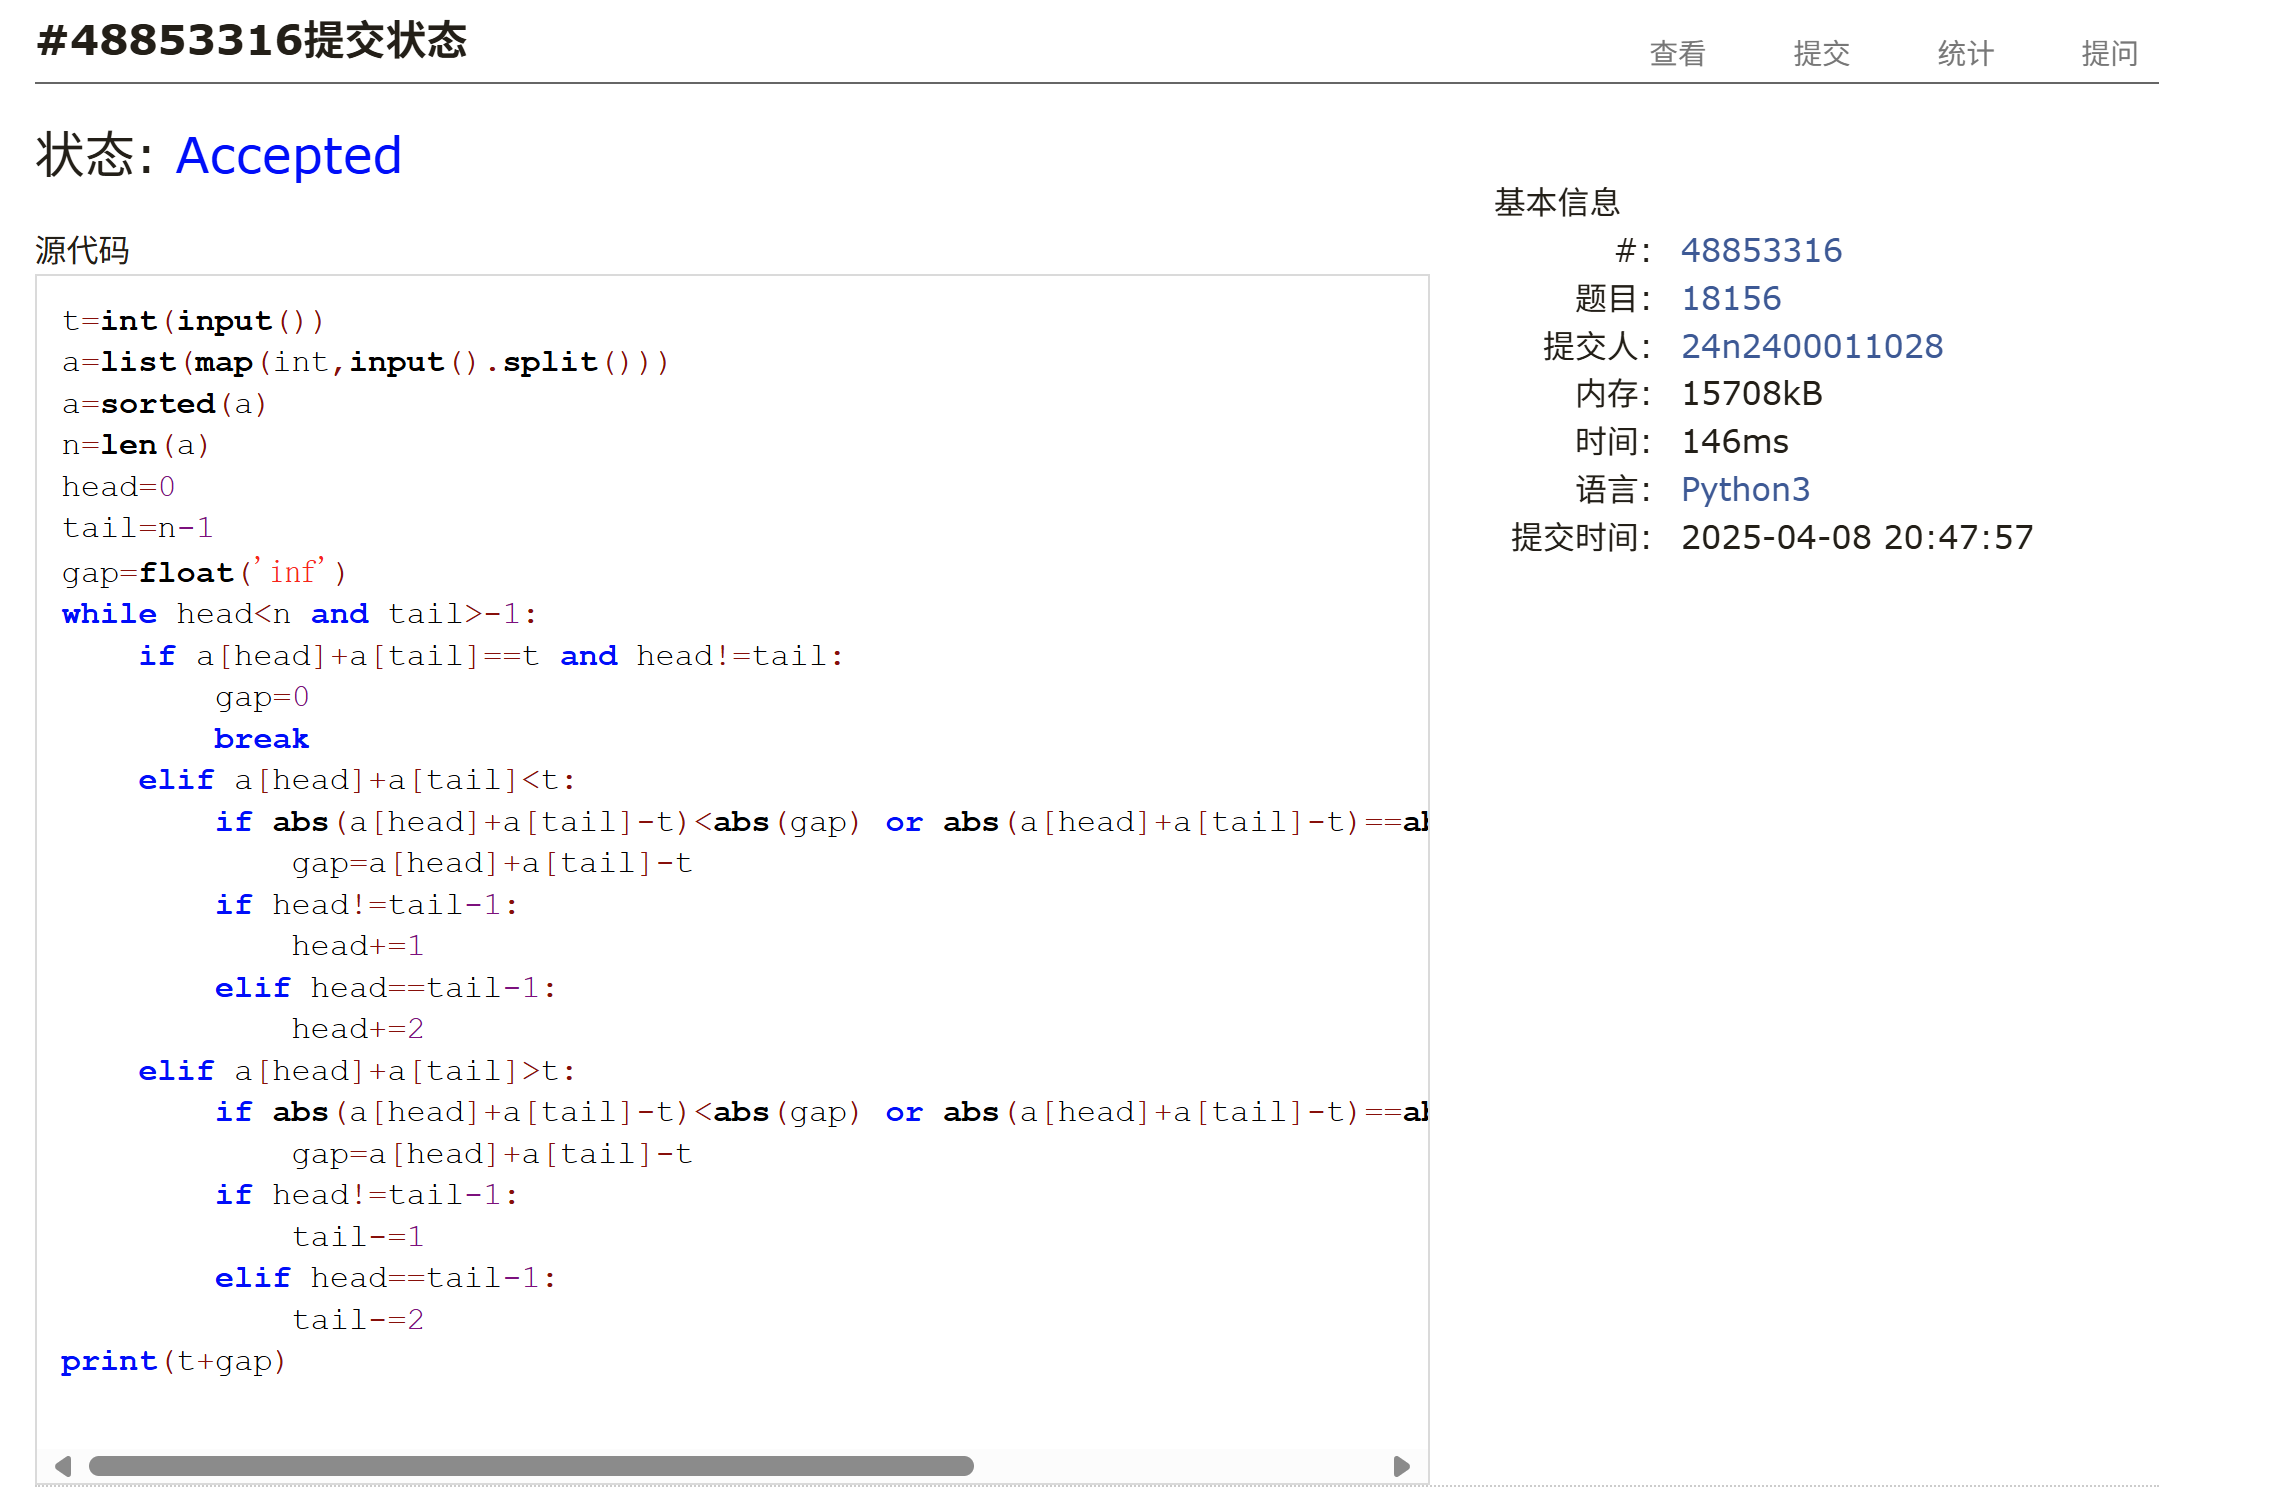 #48853316提交状态
查看 提交 统计 提问
状态: Accepted
源代码
t=int(input())
a=list(map(int,input().split()))
a=sorted(a)
n=len(a)
head=0
tail=n-1
gap=float('inf')
while head<n and tail>-1:
    if a[head]+a[tail]==t and head!=tail:
        gap=0
        break
    elif a[head]+a[tail]<t:
        if abs(a[head]+a[tail]-t)<abs(gap) or abs(a[head]+a[tail]-t)==
            gap=a[head]+a[tail]-t
        if head!=tail-1:
            head+=1
        elif head==tail-1:
            head+=2
    elif a[head]+a[tail]>t:
        if abs(a[head]+a[tail]-t)<abs(gap) or abs(a[head]+a[tail]-t)==
            gap=a[head]+a[tail]-t
        if head!=tail-1:
            tail-=1
        elif head==tail-1:
            tail-=2
print(t+gap)
基本信息
#: 48853316
题目: 18156
提交人: 24n2400011028
内存: 15708kB
时间: 146ms
语言: Python3
提交时间: 2025-04-08 20:47:57